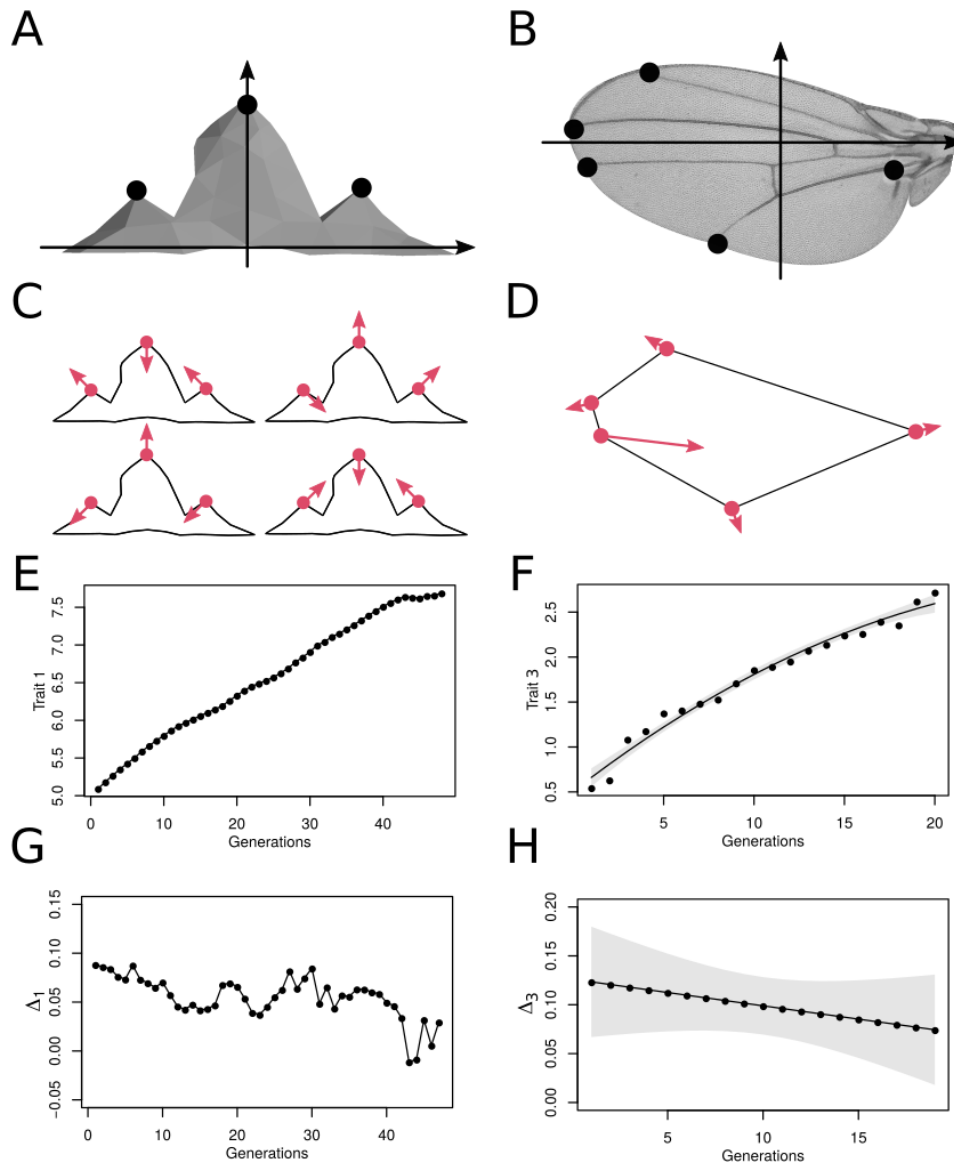 A
B
C
D
E
7.5
7.0
6.5
6.0
5.5
5.0
Trait 1
0 10 20 30 40
Generations
F
2.5
2.0
1.5
1.0
0.5
Trait 3
5 10 15 20
Generations
G
0.15
0.10
0.05
0.00
−0.05
Δ1
0 10 20 30 40
Generations
H
0.20
0.15
0.10
0.05
0.00
Δ3
5 10 15
Generations